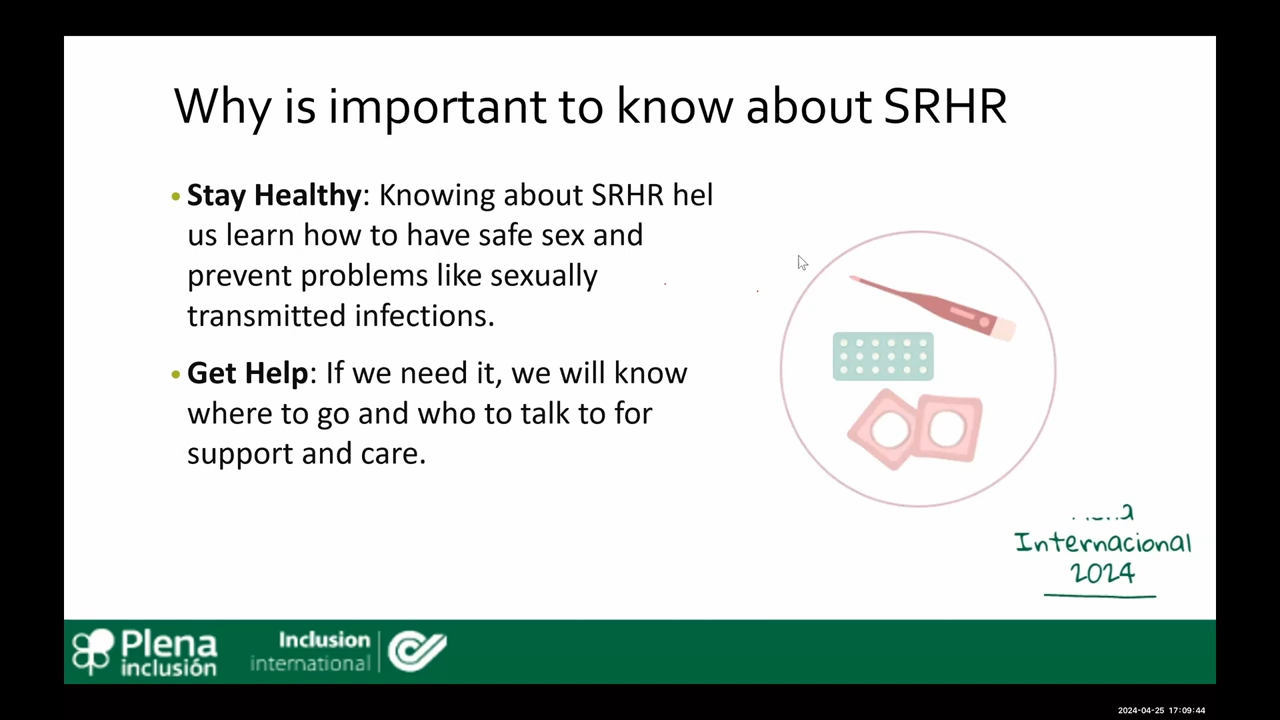 Why is important to know about SRHR
• Stay Healthy: Knowing about SRHR hel
us learn how to have safe sex and
prevent problems like sexually
transmitted infections.
• Get Help: If we need it, we will know
where to go and who to talk to for
support and care.
Internacional
2024
Plena
inclusión
Inclusion
international
2024-04-25 17:09:44